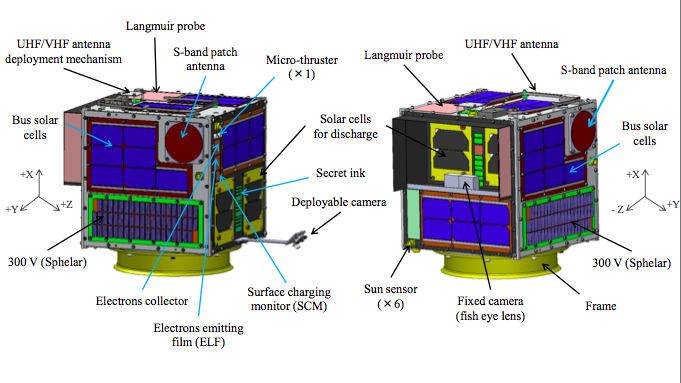 Langmuir probe
UHF/VHF antenna
deployment mechanism
S-band patch
antenna
Micro-thruster
(×1)
Bus solar
cells
Solar cells
for discharge
Secret ink
Deployable camera
+X
+Y
+Z
300 V (Sphelar)
Electrons collector
Electrons emitting
film (ELF)
Surface charging
monitor (SCM)
UHF/VHF antenna
Langmuir probe
S-band patch antenna
Bus solar
cells
+X
- Z
+Y
300 V (Sphelar)
Sun sensor
(×6)
Fixed camera
(fish eye lens)
Frame